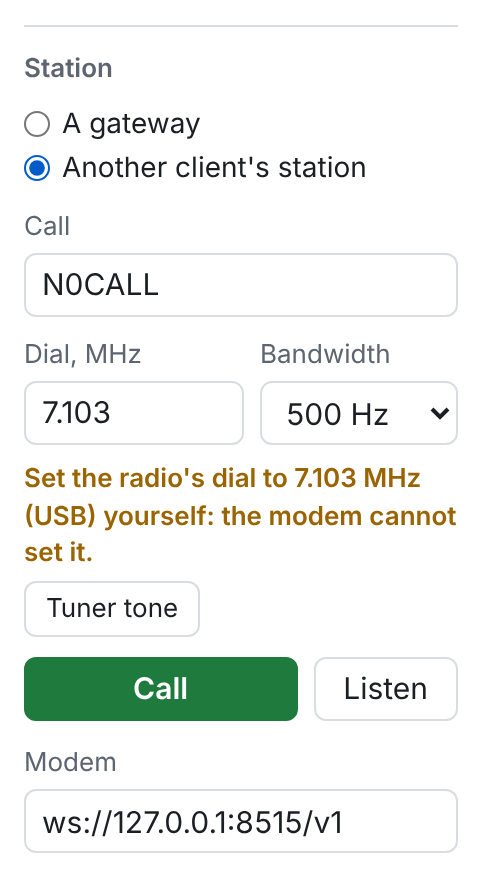 Station
A gateway
Another client's station
Call
N0CALL
Dial, MHz
Bandwidth
7.103
500 Hz
Set the radio's dial to 7.103 MHz
(USB) yourself: the modem cannot
set it.
Tuner tone
Call
Listen
Modem
ws://127.0.0.1:8515/v1